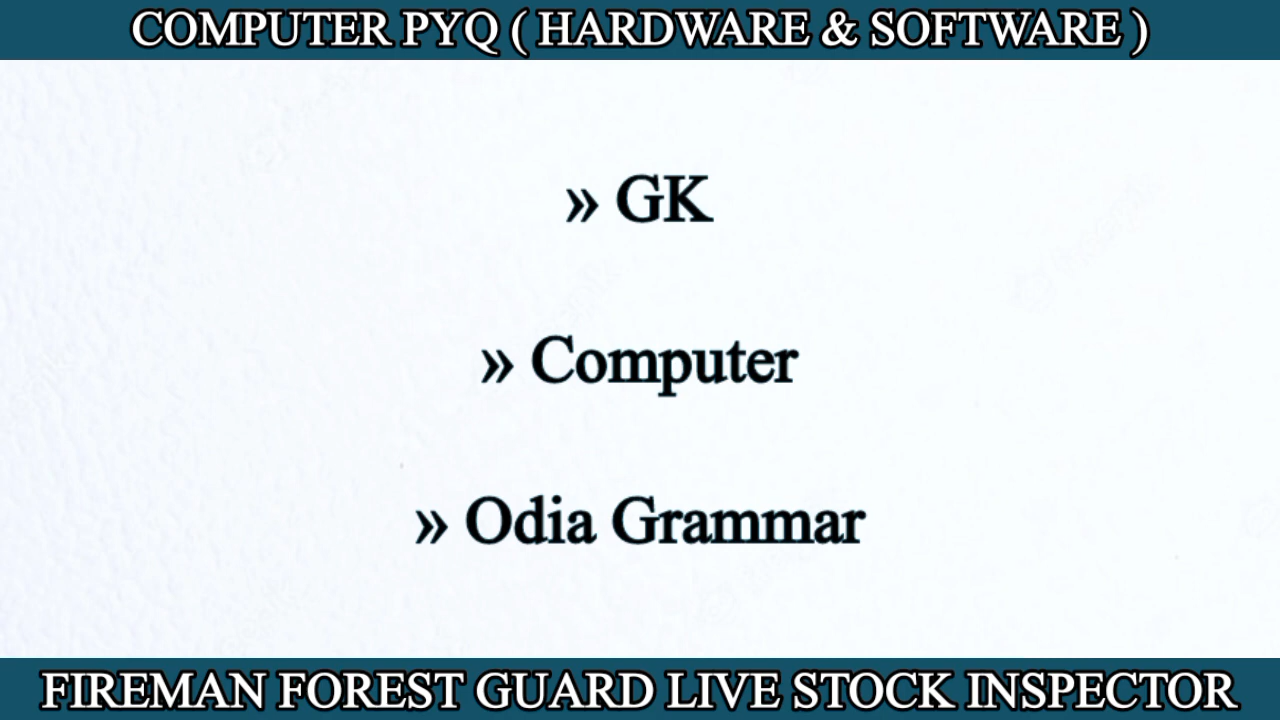 COMPUTER PYQ ( HARDWARE & SOFTWARE )
» GK
» Computer
» Odia Grammar
FIREMAN FOREST GUARD LIVE STOCK INSPECTOR